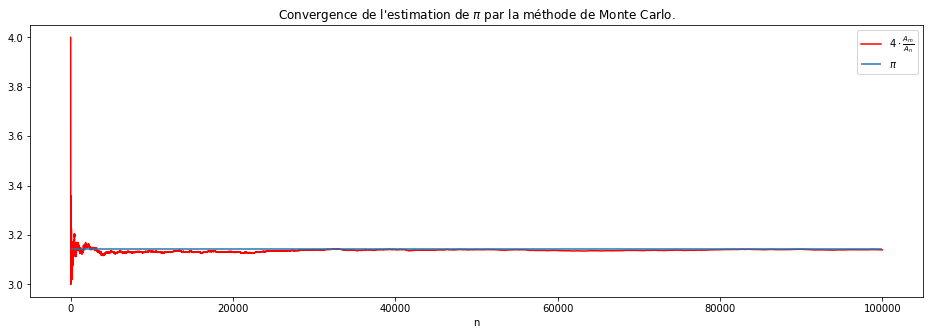 Convergence de l'estimation de π par la méthode de Monte Carlo.
4 · Aₘ/Aₙ
π
4.0
3.8
3.6
3.4
3.2
3.0
0 20000 40000 60000 80000 100000
n